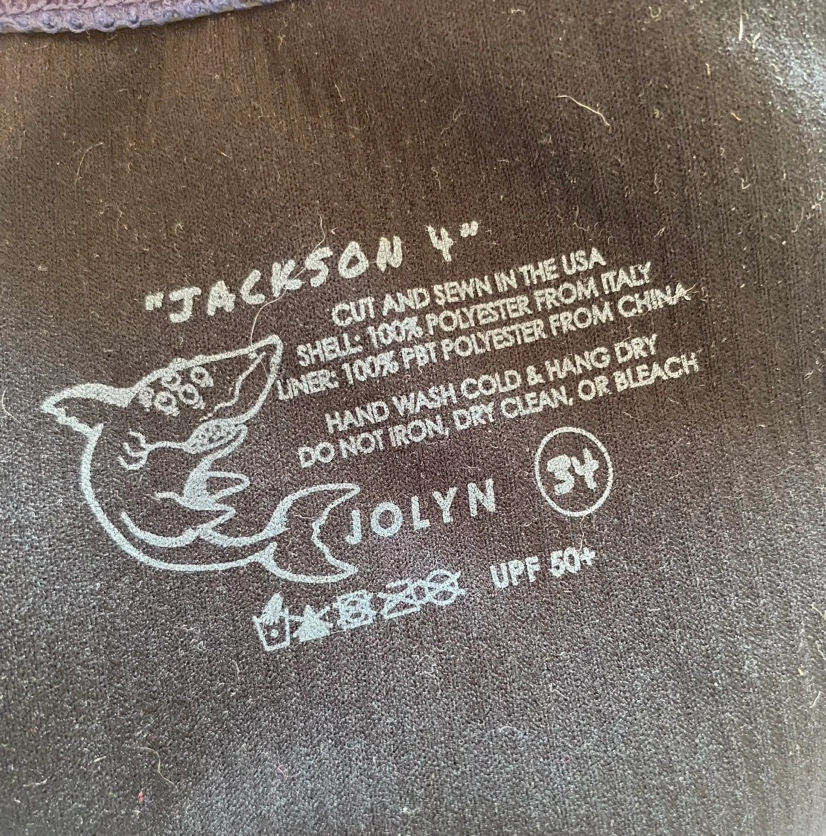 "JACKSON 4"
CUT AND SEWN IN THE USA
SHELL: 100% POLYESTER FROM ITALY
LINER: 100% PBT POLYESTER FROM CHINA
HAND WASH COLD & HANG DRY
DO NOT IRON, DRY CLEAN, OR BLEACH
JOLYN 34
UPF 50+